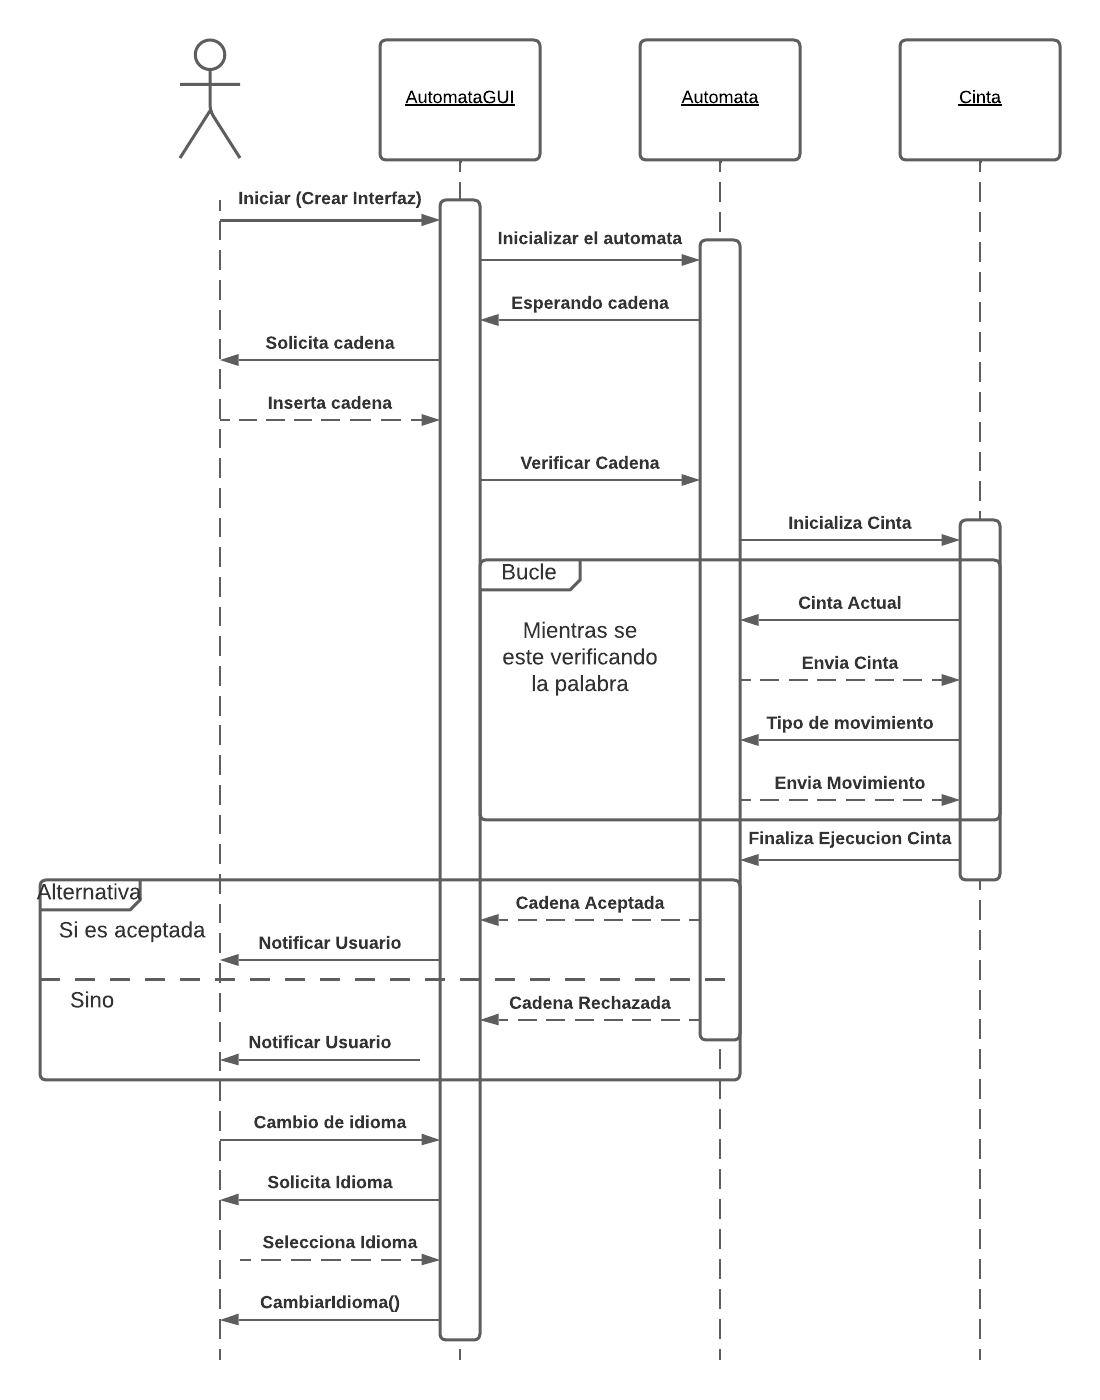 AutomataGUI
Automata
Cinta
Iniciar (Crear Interfaz)
Inicializar el automata
Esperando cadena
Solicita cadena
Inserta cadena
Verificar Cadena
Inicializa Cinta
Bucle
Cinta Actual
Mientras se
este verificando
la palabra
Envia Cinta
Tipo de movimiento
Envia Movimiento
Finaliza Ejecucion Cinta
Alternativa
Cadena Aceptada
Si es aceptada
Notificar Usuario
Sino
Cadena Rechazada
Notificar Usuario
Cambio de idioma
Solicita Idioma
Selecciona Idioma
CambiarIdioma()